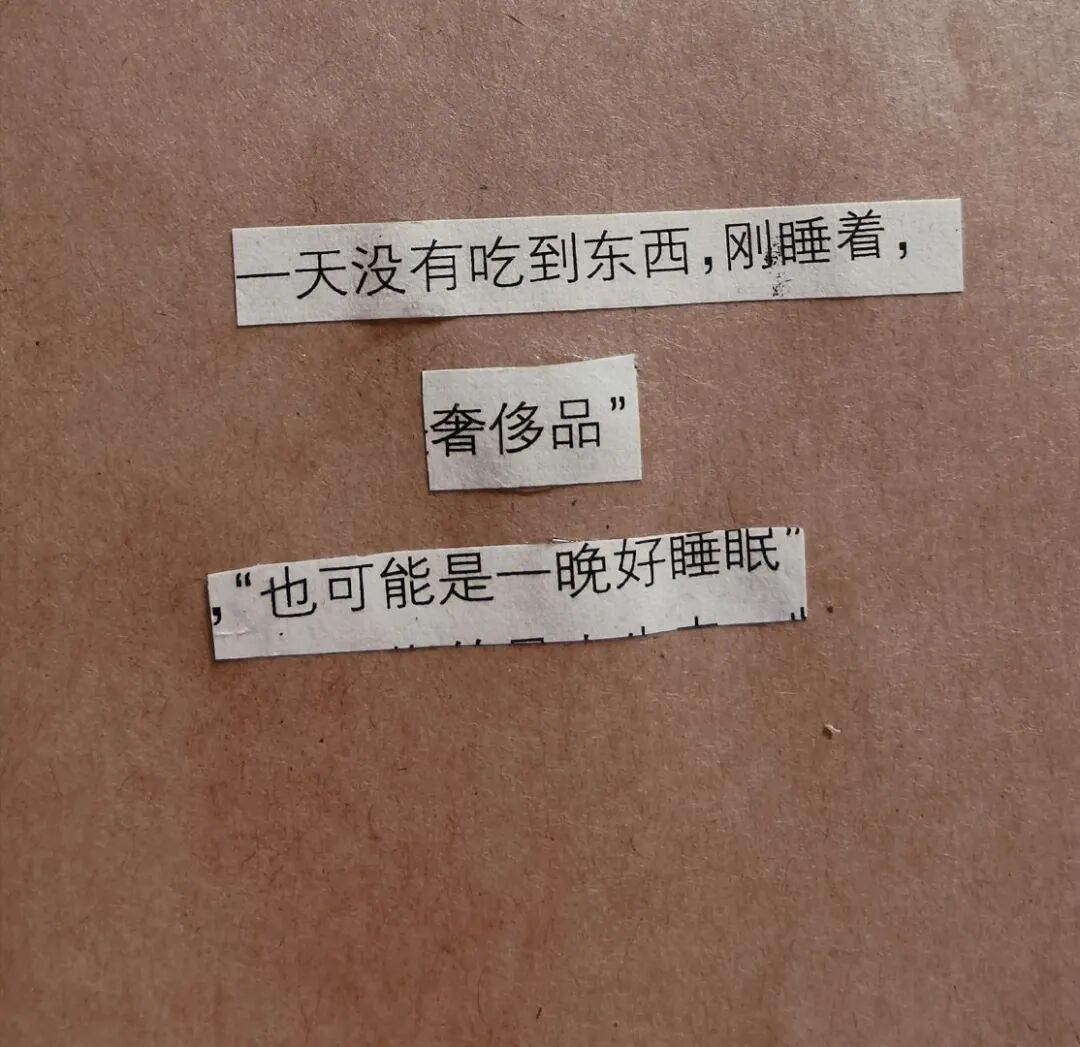 一天没有吃到东西,刚睡着,
奢侈品”
,“也可能是一晚好睡眠”